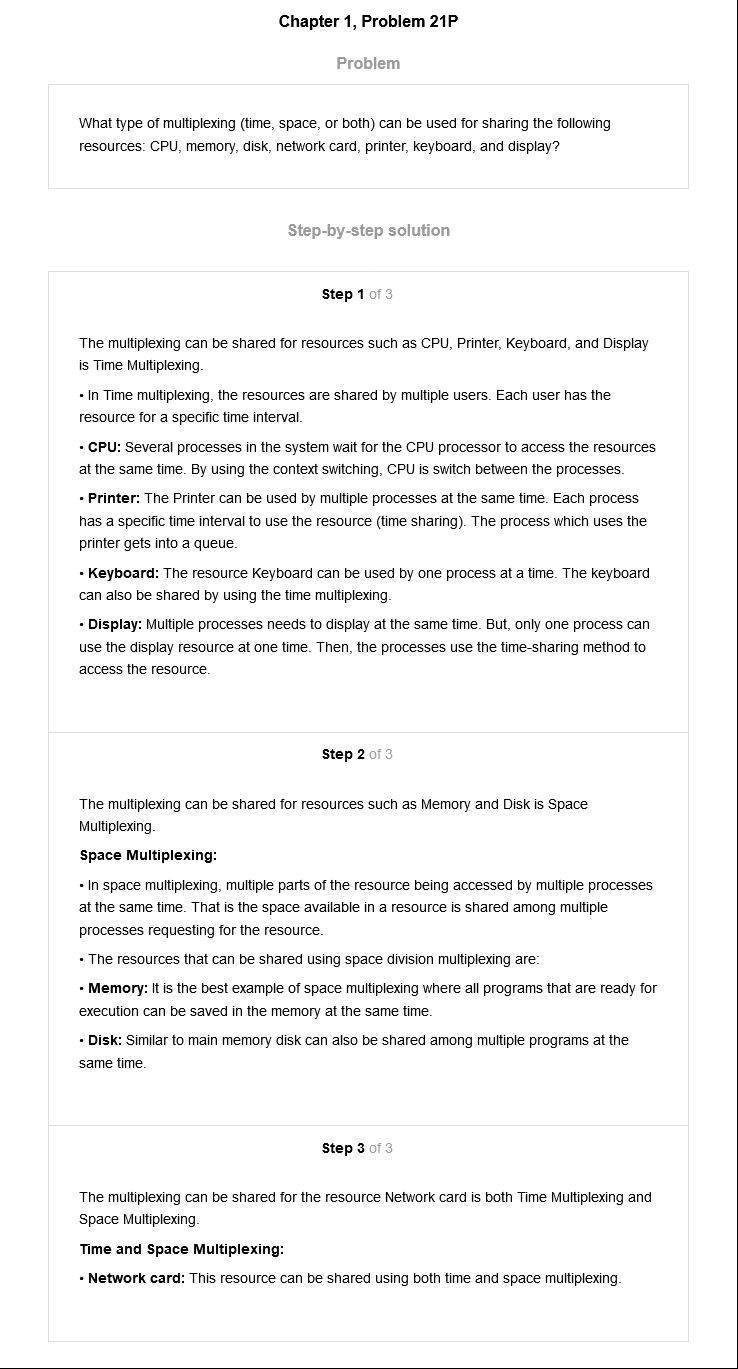 Chapter 1, Problem 21P
Problem
What type of multiplexing (time, space, or both) can be used for sharing the following
resources: CPU, memory, disk, network card, printer, keyboard, and display?
Step-by-step solution
Step 1 of 3
The multiplexing can be shared for resources such as CPU, Printer, Keyboard, and Display
is Time Multiplexing.
• In Time multiplexing, the resources are shared by multiple users. Each user has the
resource for a specific time interval.
• CPU: Several processes in the system wait for the CPU processor to access the resources
at the same time. By using the context switching, CPU is switch between the processes.
• Printer: The Printer can be used by multiple processes at the same time. Each process
has a specific time interval to use the resource (time sharing). The process which uses the
printer gets into a queue.
• Keyboard: The resource Keyboard can be used by one process at a time. The keyboard
can also be shared by using the time multiplexing.
• Display: Multiple processes needs to display at the same time. But, only one process can
use the display resource at one time. Then, the processes use the time-sharing method to
access the resource.
Step 2 of 3
The multiplexing can be shared for resources such as Memory and Disk is Space
Multiplexing.
Space Multiplexing:
• In space multiplexing, multiple parts of the resource being accessed by multiple processes
at the same time. That is the space available in a resource is shared among multiple
processes requesting for the resource.
• The resources that can be shared using space division multiplexing are:
• Memory: It is the best example of space multiplexing where all programs that are ready for
execution can be saved in the memory at the same time.
• Disk: Similar to main memory disk can also be shared among multiple programs at the
same time.
Step 3 of 3
The multiplexing can be shared for the resource Network card is both Time Multiplexing and
Space Multiplexing.
Time and Space Multiplexing:
• Network card: This resource can be shared using both time and space multiplexing.